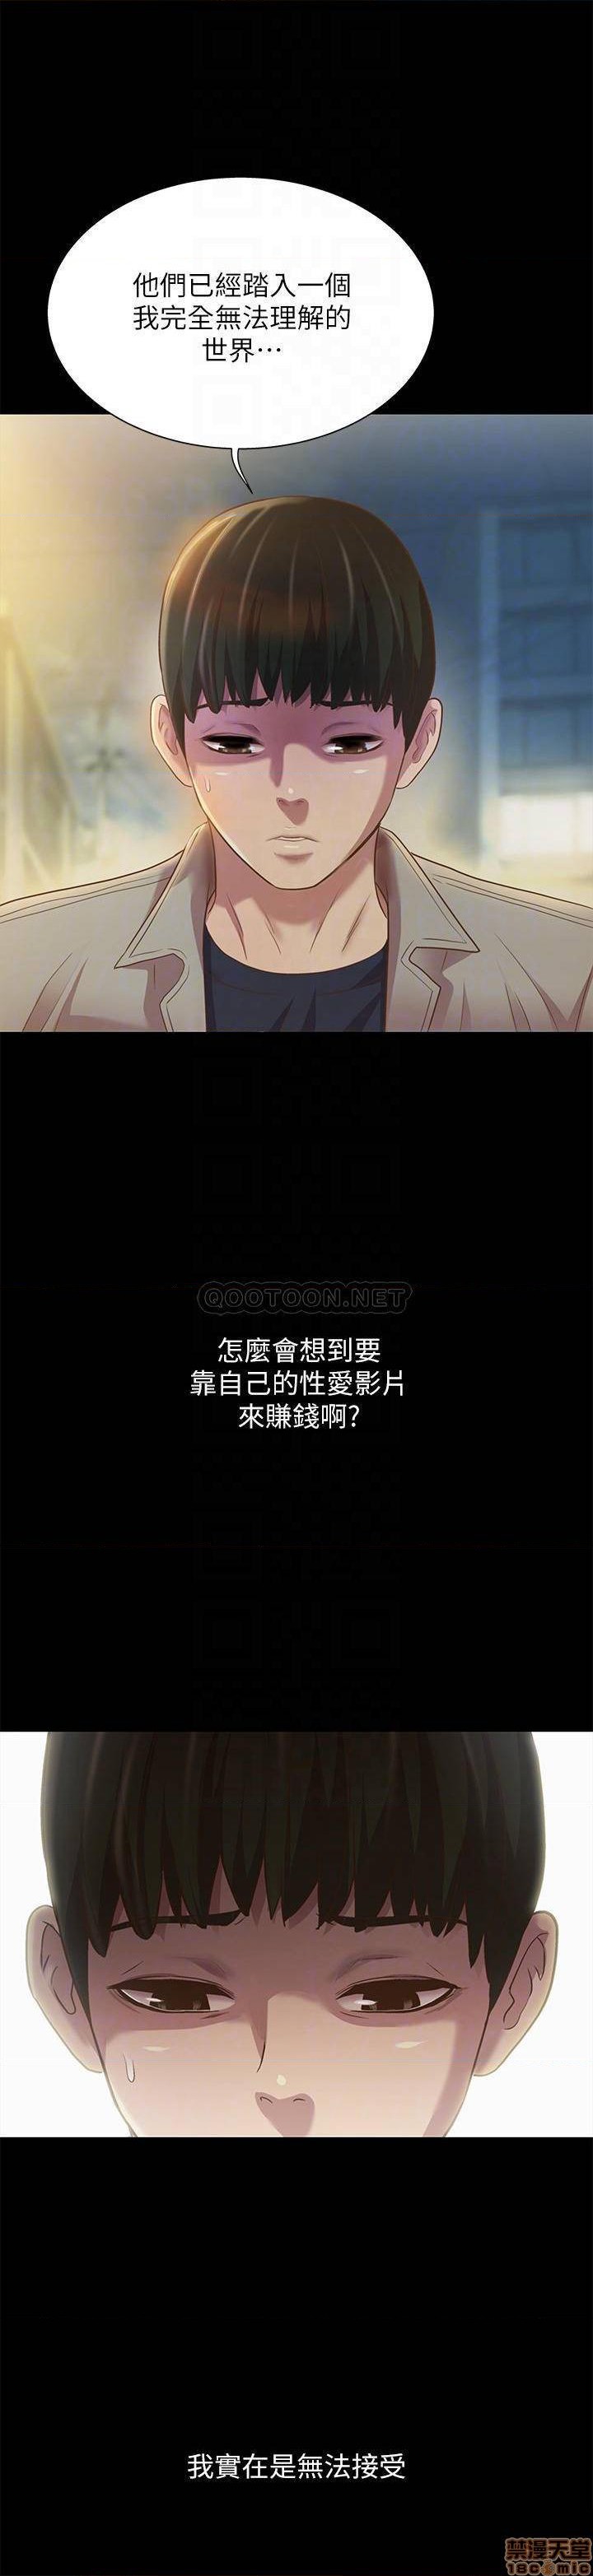 他們已經踏入一個
我完全無法理解的
世界…
QOOTOON.NET
怎麼會想到要
靠自己的性愛影片
來賺錢啊?
我實在是無法接受
禁漫天堂
18comic